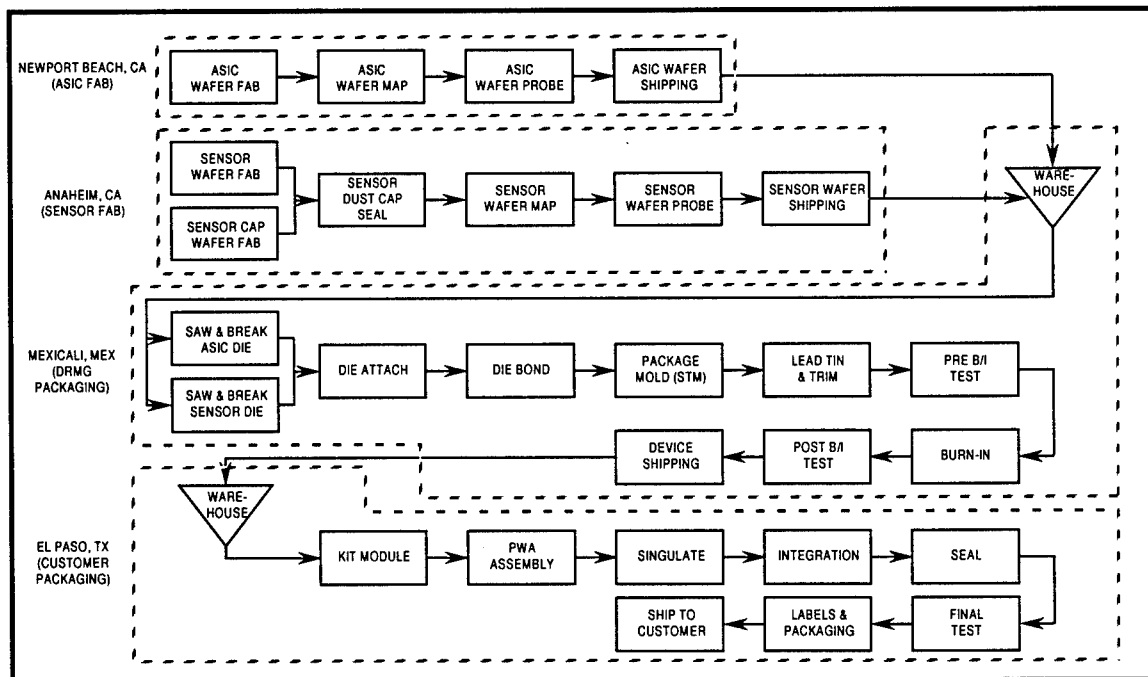 NEWPORT BEACH, CA
(ASIC FAB)
ASIC
WAFER FAB
ASIC
WAFER MAP
ASIC
WAFER PROBE
ASIC WAFER
SHIPPING
ANAHEIM, CA
(SENSOR FAB)
SENSOR
WAFER FAB
SENSOR CAP
WAFER FAB
SENSOR
DUST CAP
SEAL
SENSOR
WAFER MAP
SENSOR
WAFER PROBE
SENSOR WAFER
SHIPPING
WARE-
HOUSE
MEXICALI, MEX
(DRMG
PACKAGING)
SAW & BREAK
ASIC DIE
SAW & BREAK
SENSOR DIE
DIE ATTACH
DIE BOND
PACKAGE
MOLD (STM)
LEAD TIN
& TRIM
PRE B/I
TEST
DEVICE
SHIPPING
POST B/I
TEST
BURN-IN
EL PASO, TX
(CUSTOMER
PACKAGING)
WARE-
HOUSE
KIT MODULE
PWA
ASSEMBLY
SINGULATE
INTEGRATION
SEAL
SHIP TO
CUSTOMER
LABELS &
PACKAGING
FINAL
TEST